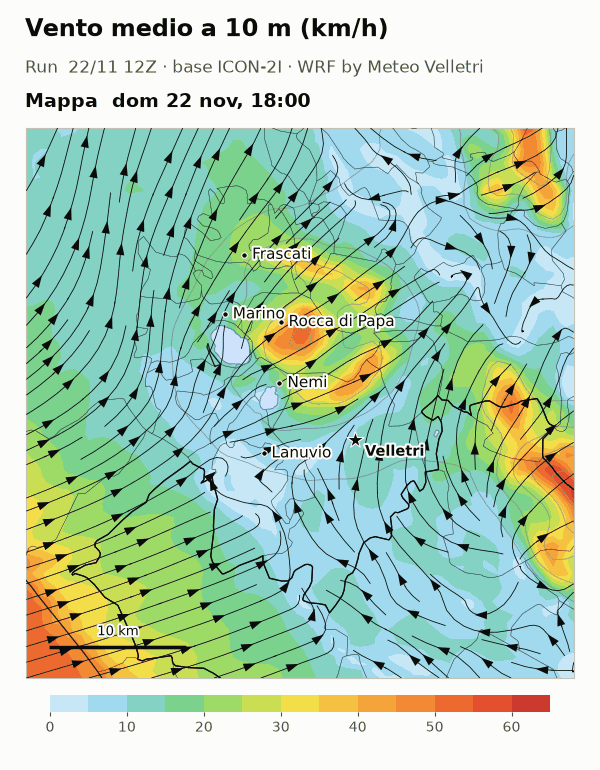 Vento medio a 10 m (km/h)
Run  22/11 12Z · base ICON-2I · WRF by Meteo Velletri
Mappa  dom 22 nov, 18:00
Frascati
Marino
Rocca di Papa
Nemi
Velletri
Lanuvio
10 km
0 10 20 30 40 50 60